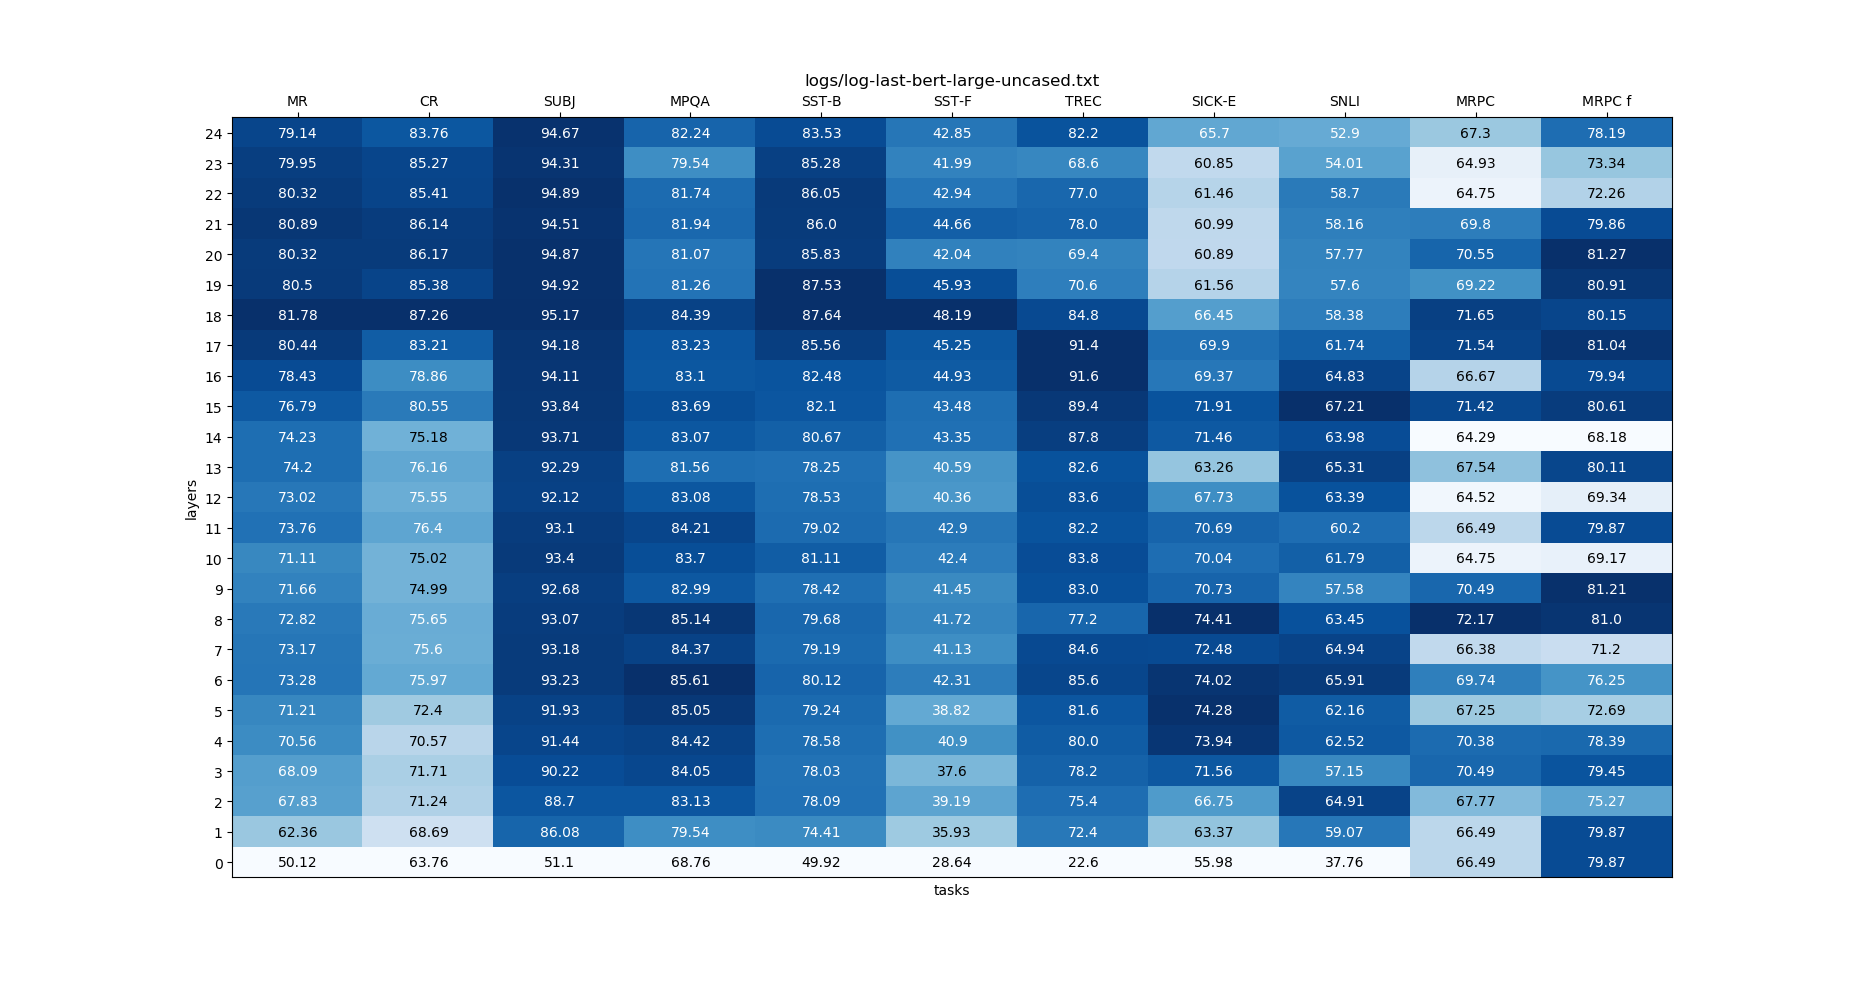 logs/log-last-bert-large-uncased.txt
MR CR SUBJ MPQA SST-B SST-F TREC SICK-E SNLI MRPC MRPC f
24 79.14 83.76 94.67 82.24 83.53 42.85 82.2 65.7 52.9 67.3 78.19
23 79.95 85.27 94.31 79.54 85.28 41.99 68.6 60.85 54.01 64.93 73.34
22 80.32 85.41 94.89 81.74 86.05 42.94 77.0 61.46 58.7 64.75 72.26
21 80.89 86.14 94.51 81.94 86.0 44.66 78.0 60.99 58.16 69.8 79.86
20 80.32 86.17 94.87 81.07 85.83 42.04 69.4 60.89 57.77 70.55 81.27
19 80.5 85.38 94.92 81.26 87.53 45.93 70.6 61.56 57.6 69.22 80.91
18 81.78 87.26 95.17 84.39 87.64 48.19 84.8 66.45 58.38 71.65 80.15
17 80.44 83.21 94.18 83.23 85.56 45.25 91.4 69.9 61.74 71.54 81.04
16 78.43 78.86 94.11 83.1 82.48 44.93 91.6 69.37 64.83 66.67 79.94
15 76.79 80.55 93.84 83.69 82.1 43.48 89.4 71.91 67.21 71.42 80.61
14 74.23 75.18 93.71 83.07 80.67 43.35 87.8 71.46 63.98 64.29 68.18
13 74.2 76.16 92.29 81.56 78.25 40.59 82.6 63.26 65.31 67.54 80.11
12 73.02 75.55 92.12 83.08 78.53 40.36 83.6 67.73 63.39 64.52 69.34
layers
11 73.76 76.4 93.1 84.21 79.02 42.9 82.2 70.69 60.2 66.49 79.87
10 71.11 75.02 93.4 83.7 81.11 42.4 83.8 70.04 61.79 64.75 69.17
9 71.66 74.99 92.68 82.99 78.42 41.45 83.0 70.73 57.58 70.49 81.21
8 72.82 75.65 93.07 85.14 79.68 41.72 77.2 74.41 63.45 72.17 81.0
7 73.17 75.6 93.18 84.37 79.19 41.13 84.6 72.48 64.94 66.38 71.2
6 73.28 75.97 93.23 85.61 80.12 42.31 85.6 74.02 65.91 69.74 76.25
5 71.21 72.4 91.93 85.05 79.24 38.82 81.6 74.28 62.16 67.25 72.69
4 70.56 70.57 91.44 84.42 78.58 40.9 80.0 73.94 62.52 70.38 78.39
3 68.09 71.71 90.22 84.05 78.03 37.6 78.2 71.56 57.15 70.49 79.45
2 67.83 71.24 88.7 83.13 78.09 39.19 75.4 66.75 64.91 67.77 75.27
1 62.36 68.69 86.08 79.54 74.41 35.93 72.4 63.37 59.07 66.49 79.87
0 50.12 63.76 51.1 68.76 49.92 28.64 22.6 55.98 37.76 66.49 79.87
tasks